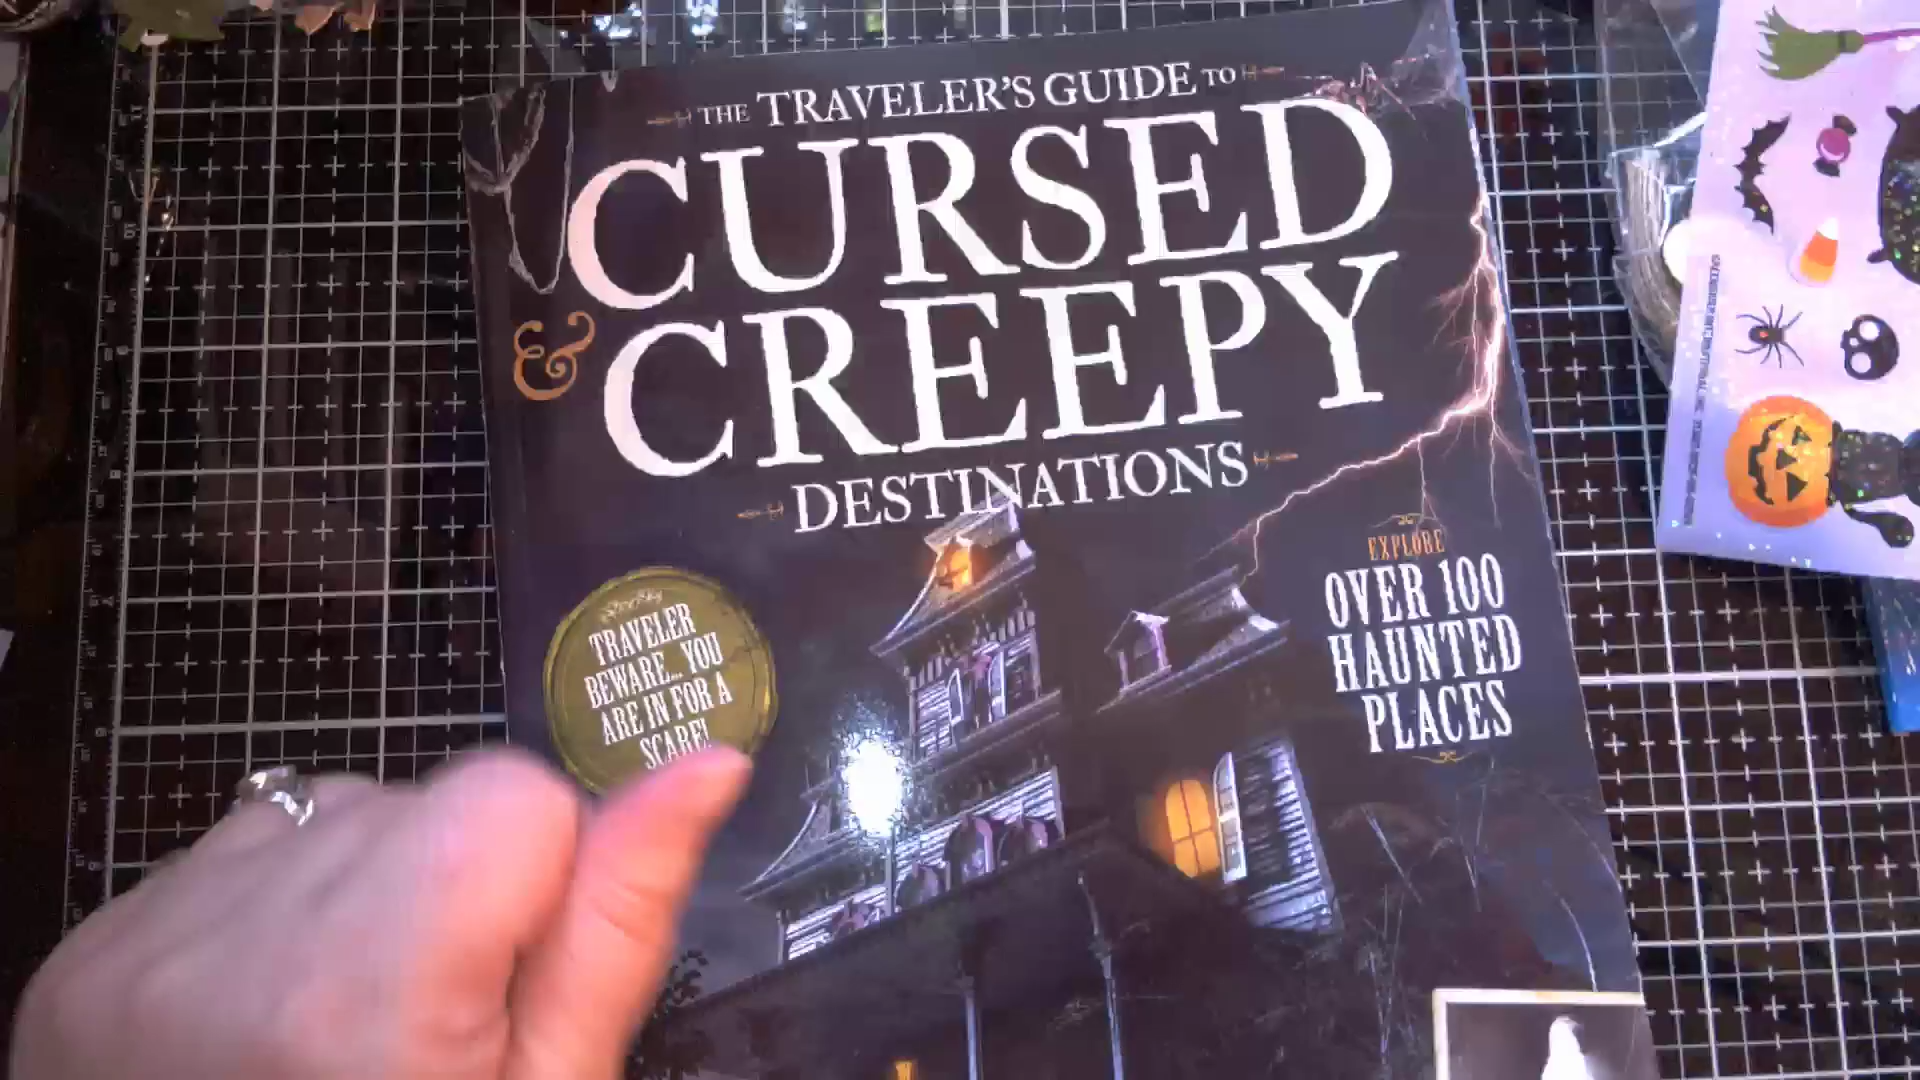 THE TRAVELER'S GUIDE TO
CURSED
& CREEPY
DESTINATIONS
TRAVELER
BEWARE... YOU
ARE IN FOR A
SCARE!
EXPLORE
OVER 100
HAUNTED
PLACES